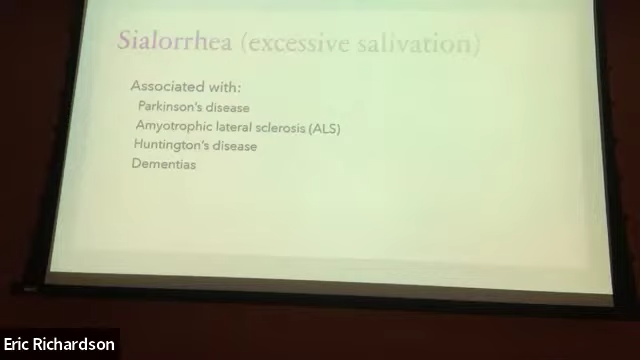 Sialorrhea (excessive salivation)
Associated with:
Parkinson's disease
Amyotrophic lateral sclerosis (ALS)
Huntington's disease
Dementias
Eric Richardson